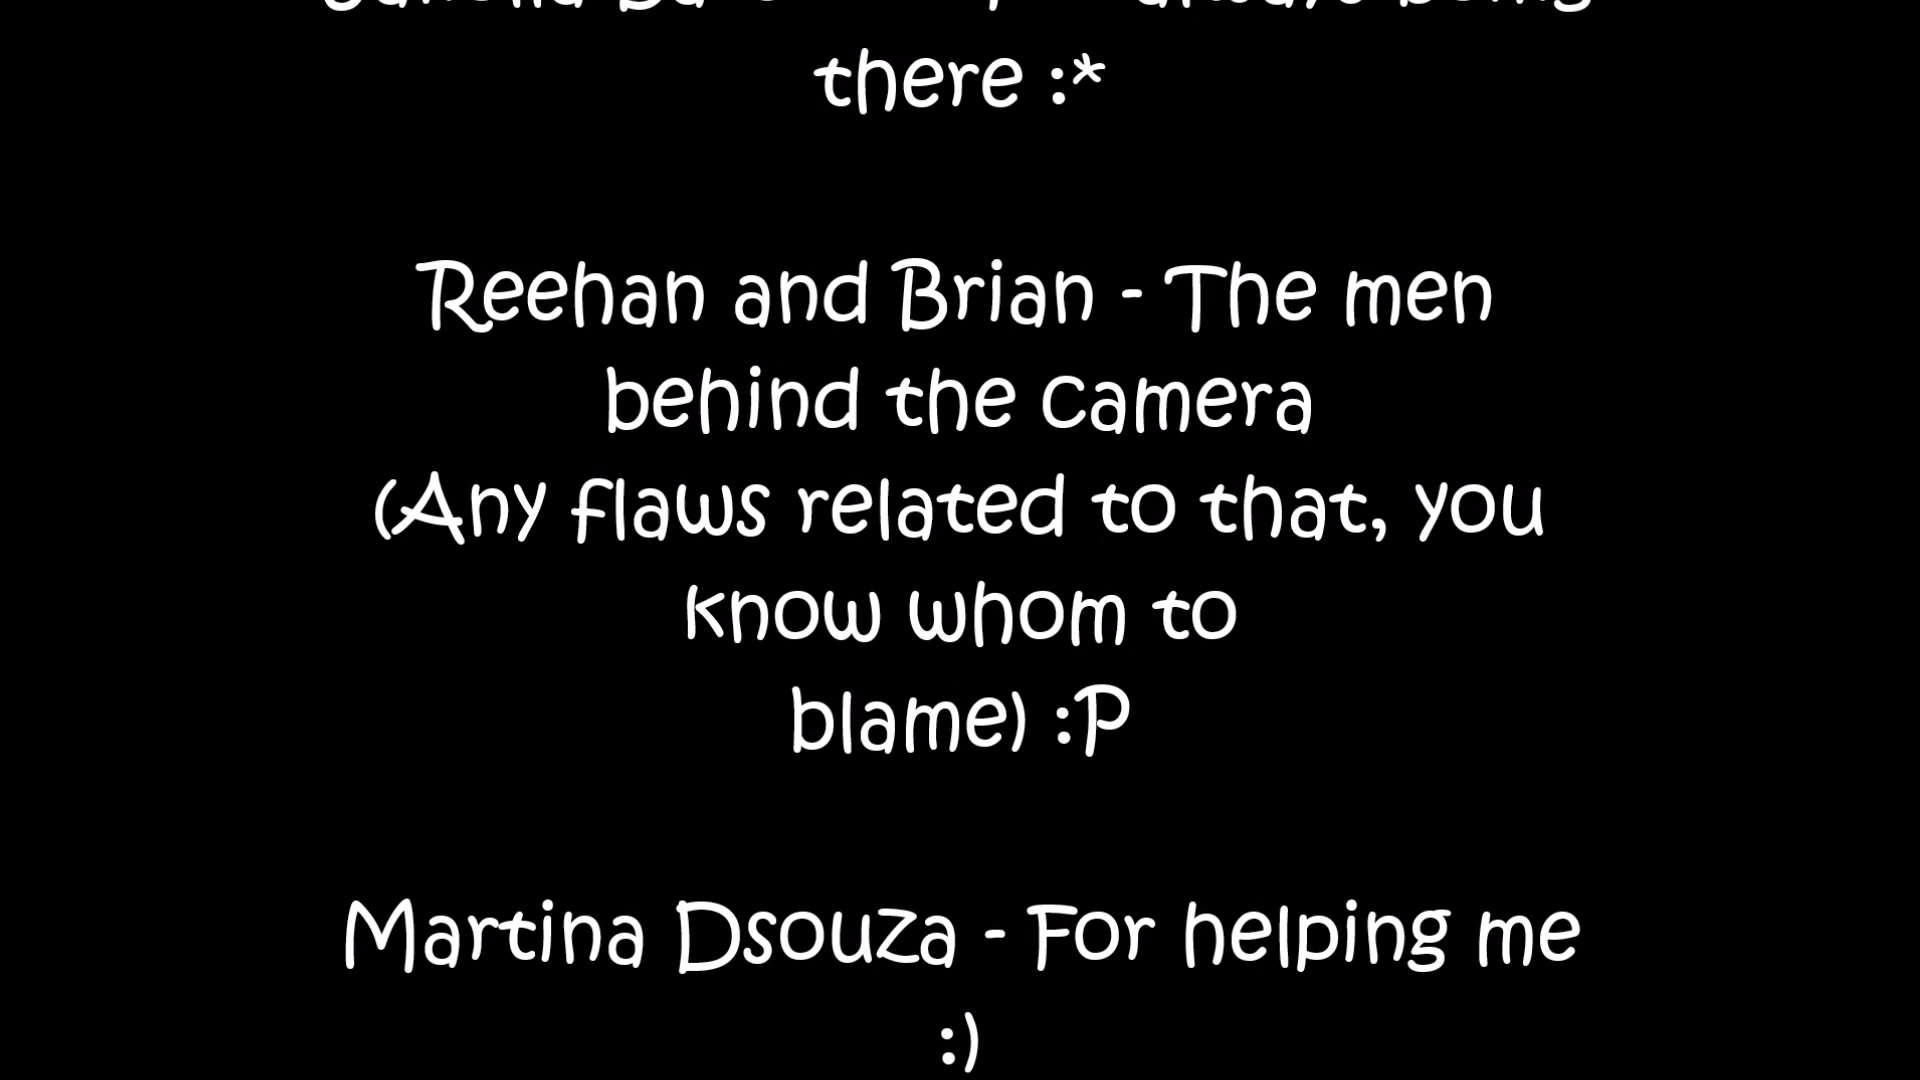 being
there :*
Reehan and Brian - The men
behind the camera
(Any flaws related to that, you
know whom to
blame) :P
Martina Dsouza - For helping me
:)